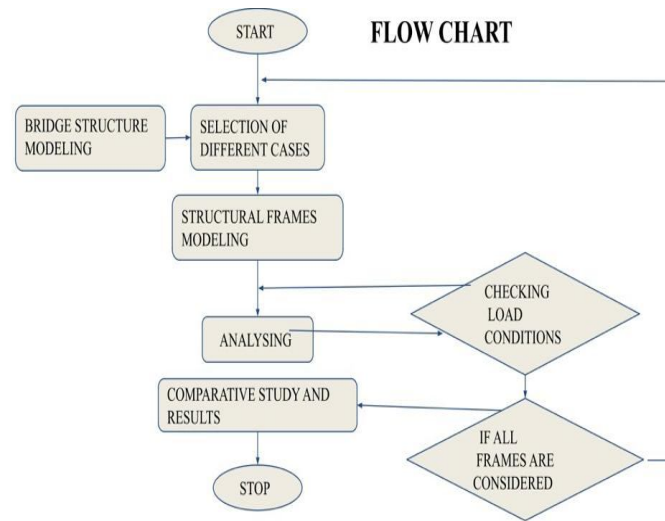 START
FLOW CHART
BRIDGE STRUCTURE
MODELING
SELECTION OF
DIFFERENT CASES
STRUCTURAL FRAMES
MODELING
CHECKING
LOAD
CONDITIONS
ANALYSING
COMPARATIVE STUDY AND
RESULTS
IF ALL
FRAMES ARE
CONSIDERED
STOP